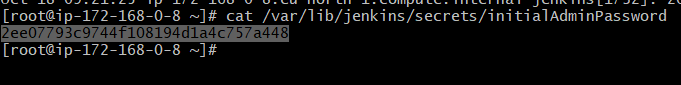 [root@ip-172-168-0-8 ~]# cat /var/lib/jenkins/secrets/initialAdminPassword
2ee07793c9744f108194d1a4c757a448
[root@ip-172-168-0-8 ~]#